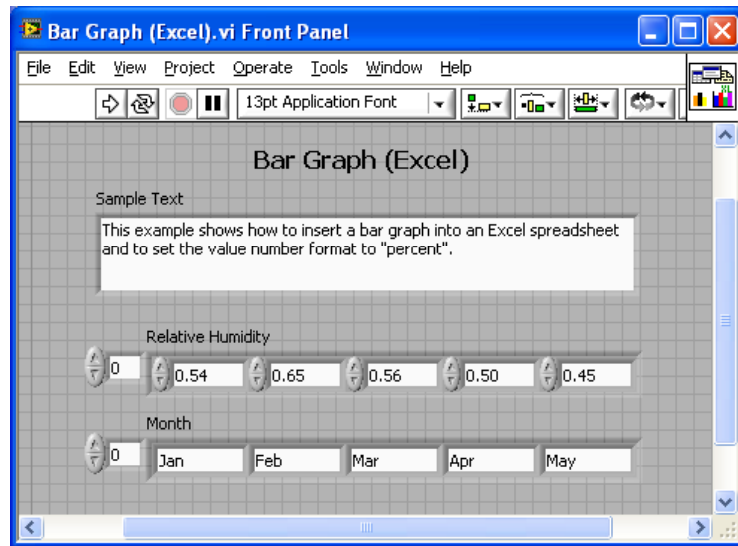 Bar Graph (Excel).vi Front Panel
File Edit View Project Operate Tools Window Help
13pt Application Font
Bar Graph (Excel)
Sample Text
This example shows how to insert a bar graph into an Excel spreadsheet
and to set the value number format to "percent".
Relative Humidity
0 0.54 0.65 0.56 0.50 0.45
Month
0 Jan Feb Mar Apr May